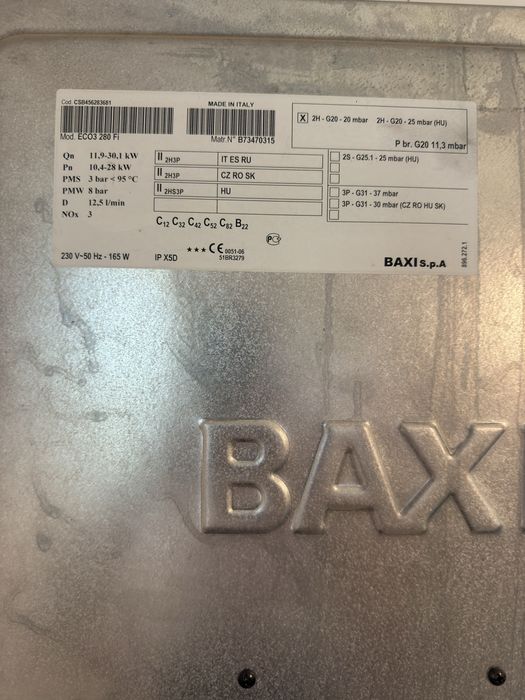 Cod. CSB456283681
MADE IN ITALY
Mod. ECO3 280 Fi
Matr.N° B73470315
X 2H - G20 - 20 mbar 2H - G20 - 25 mbar (HU)
P br. G20 11,3 mbar
Qn 11,9-30,1 kW
Pn 10,4-28 kW
PMS 3 bar < 95 °C
PMW 8 bar
D 12,5 l/min
NOx 3
II 2H3P IT ES RU
II 2H3P CZ RO SK
II 2HS3P HU
2S - G25.1 - 25 mbar (HU)
3P - G31 - 37 mbar
3P - G31 - 30 mbar (CZ RO HU SK)
C12 C32 C42 C52 C82 B22
230 V~50 Hz - 165 W
IP X5D
★★★ CE 0051-06
51BR3279
BAXI S.p.A
896.272.1
BAX